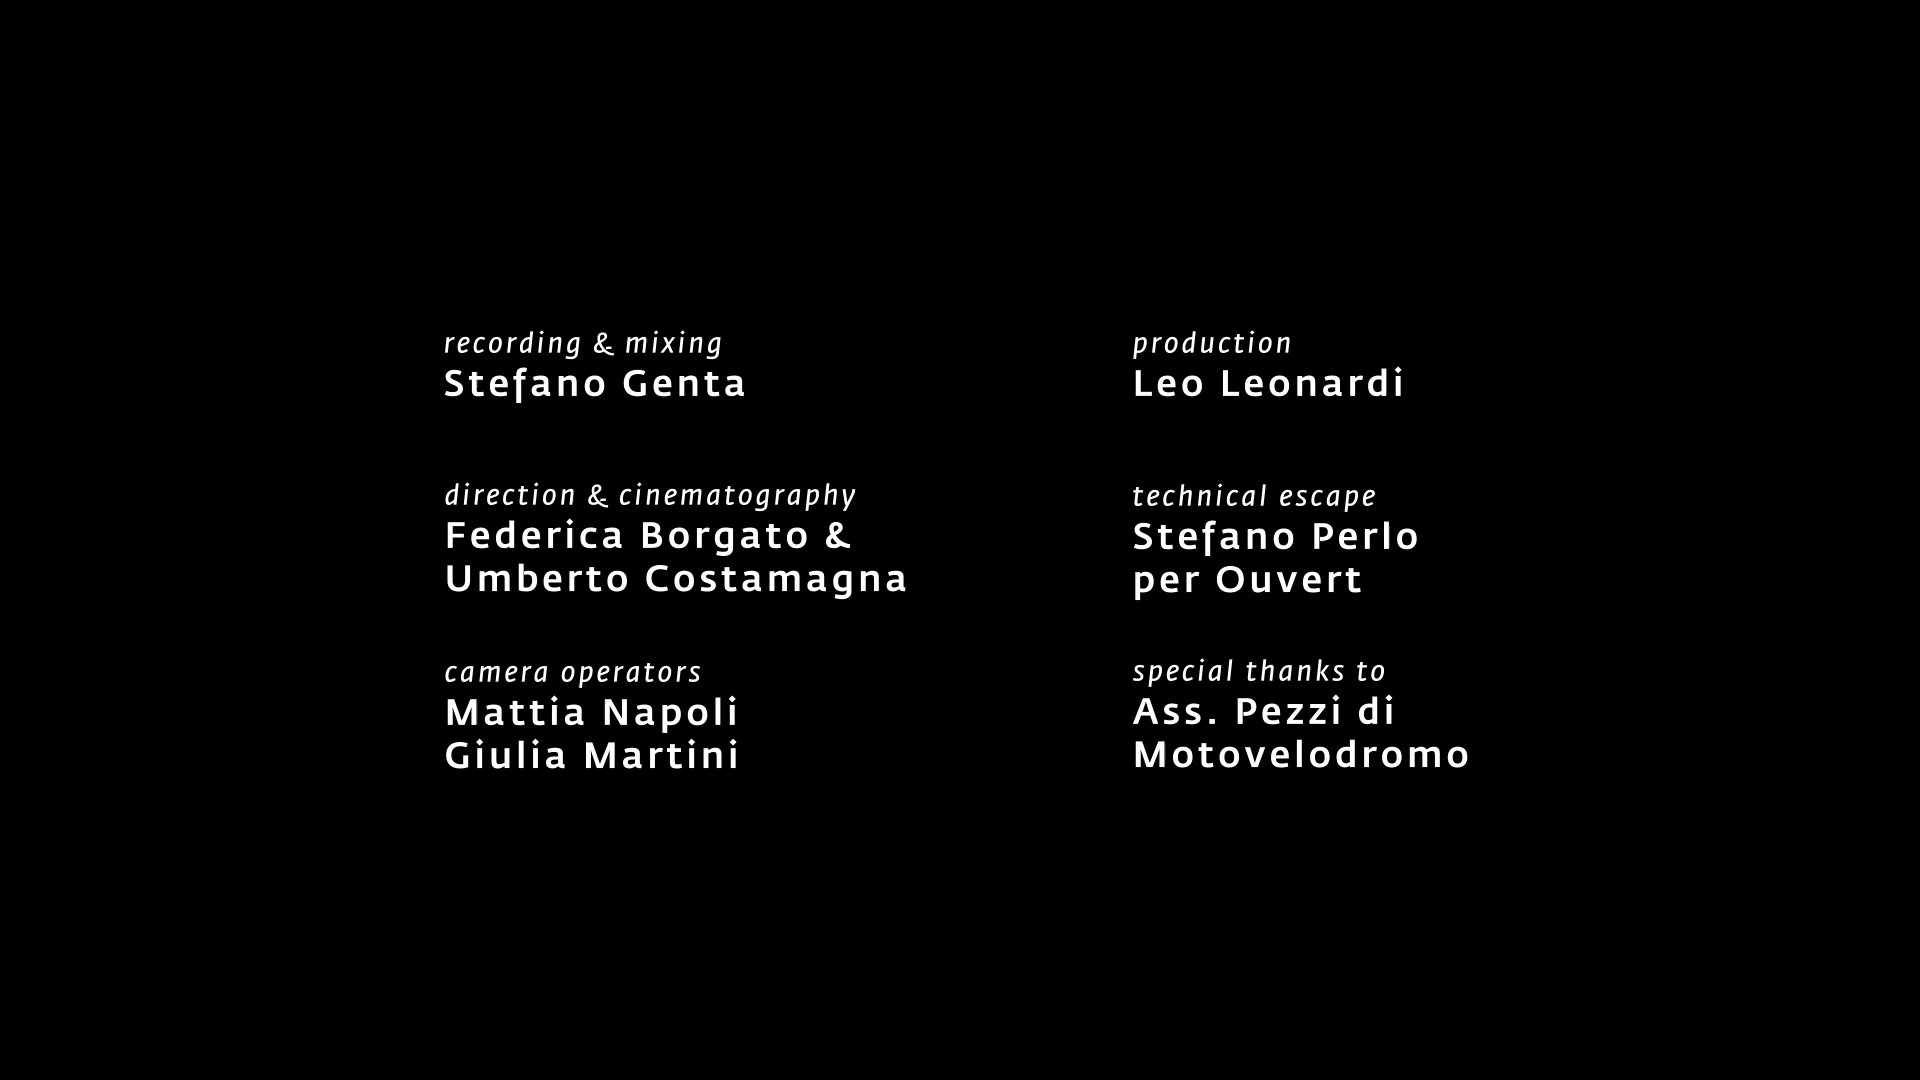 recording & mixing
Stefano Genta
direction & cinematography
Federica Borgato &
Umberto Costamagna
camera operators
Mattia Napoli
Giulia Martini
production
Leo Leonardi
technical escape
Stefano Perlo
per Ouvert
special thanks to
Ass. Pezzi di
Motovelodromo